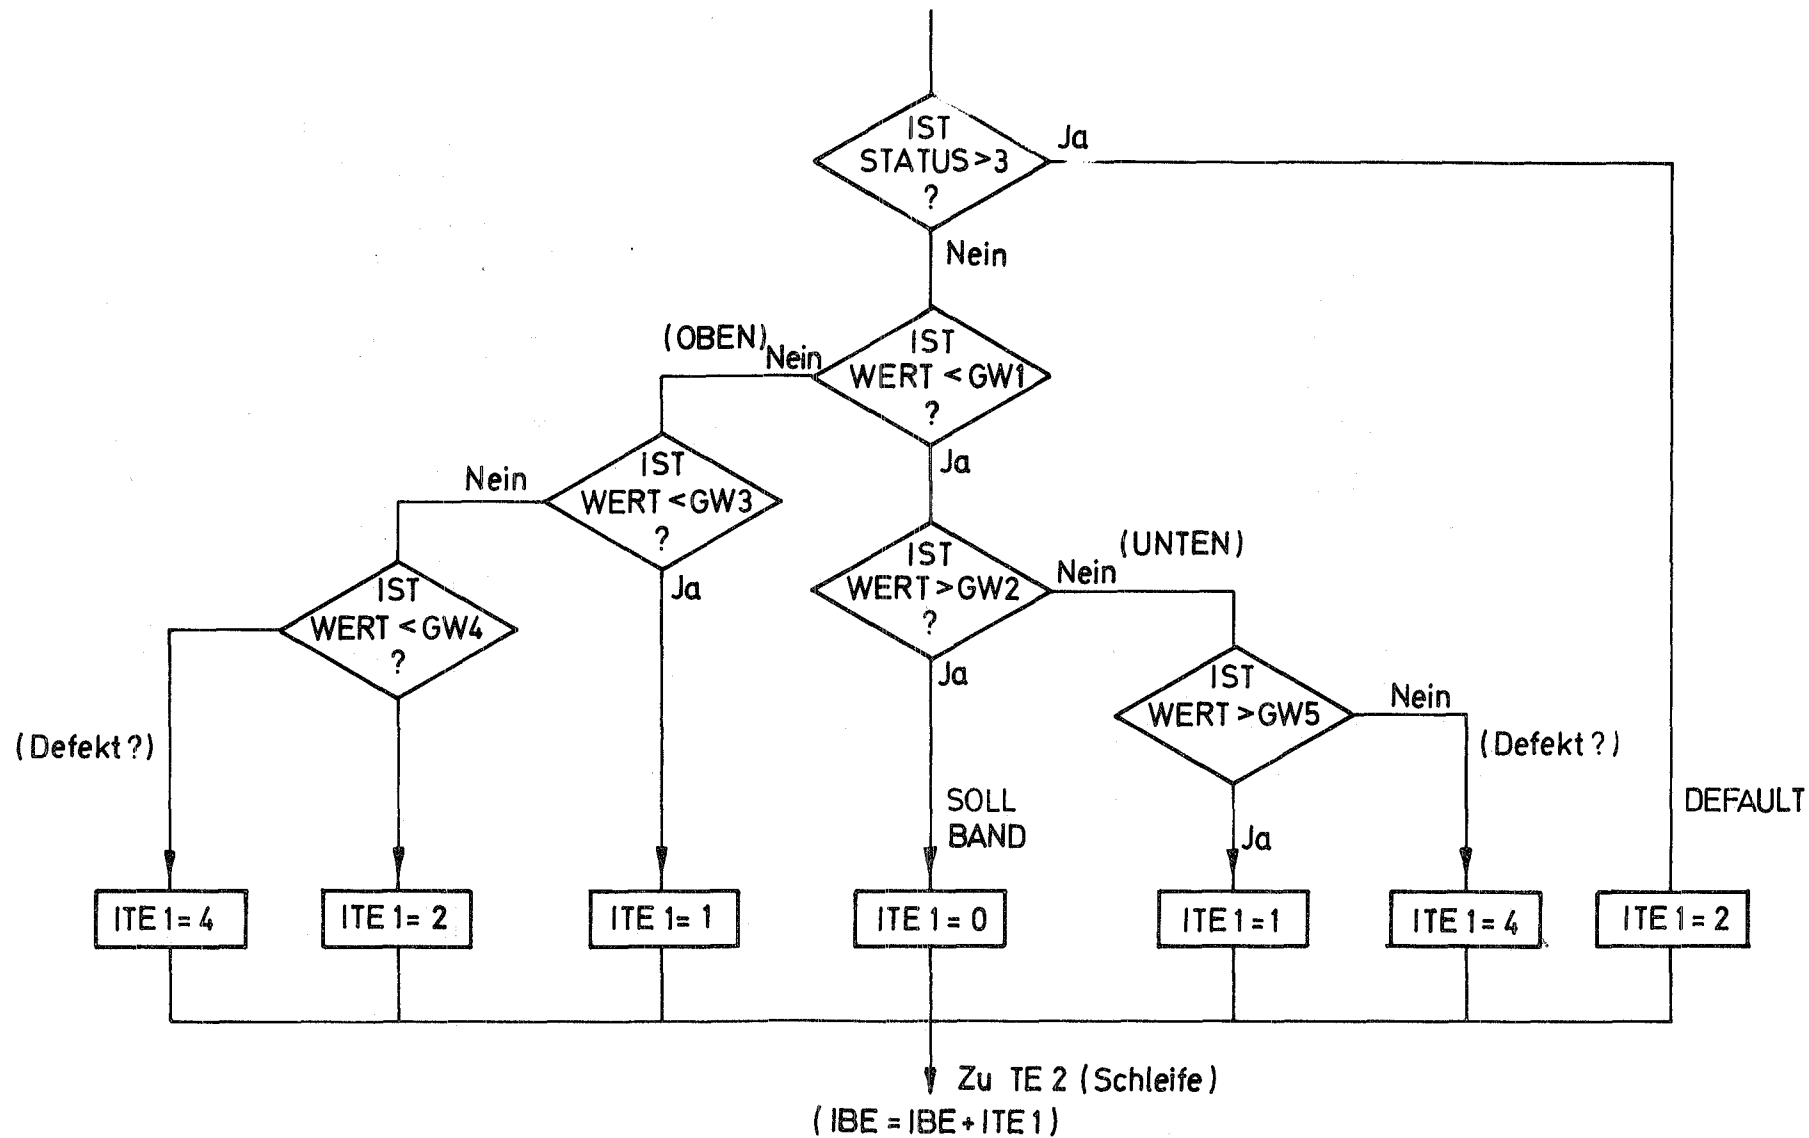 IST
STATUS>3
?
Ja
Nein
(OBEN)
Nein
IST
WERT < GW1
?
Ja
Nein
IST
WERT < GW3
?
Ja
IST
WERT > GW2
?
Nein
(UNTEN)
Ja
IST
WERT < GW4
?
IST
WERT > GW5
Nein
(Defekt?)
(Defekt?)
SOLL
BAND
Ja
DEFAULT
ITE 1 = 4
ITE 1 = 2
ITE 1 = 1
ITE 1 = 0
ITE 1 = 1
ITE 1 = 4
ITE 1 = 2
Zu TE 2 (Schleife)
(IBE = IBE + ITE 1)